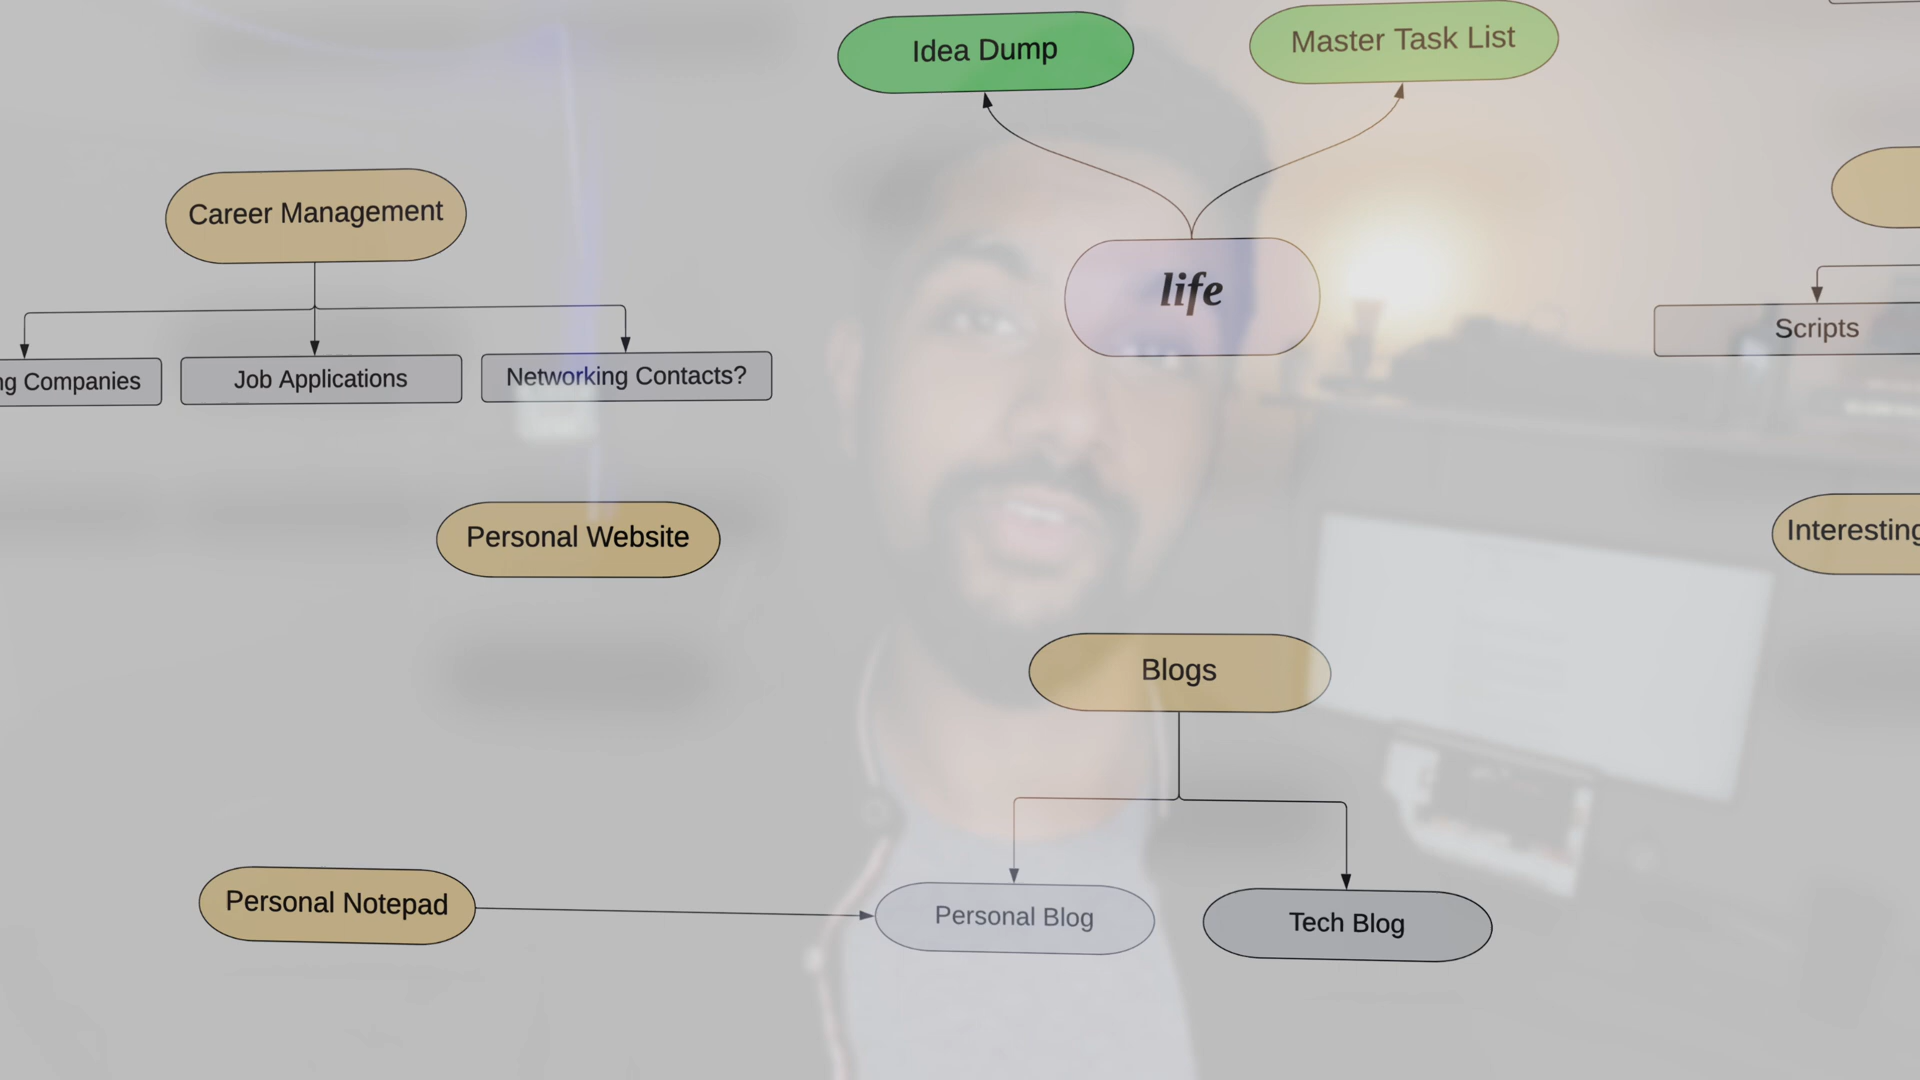 Idea Dump
Master Task List
Career Management
life
Scripts
ng Companies
Job Applications
Networking Contacts?
Personal Website
Interesting
Blogs
Personal Notepad
Personal Blog
Tech Blog